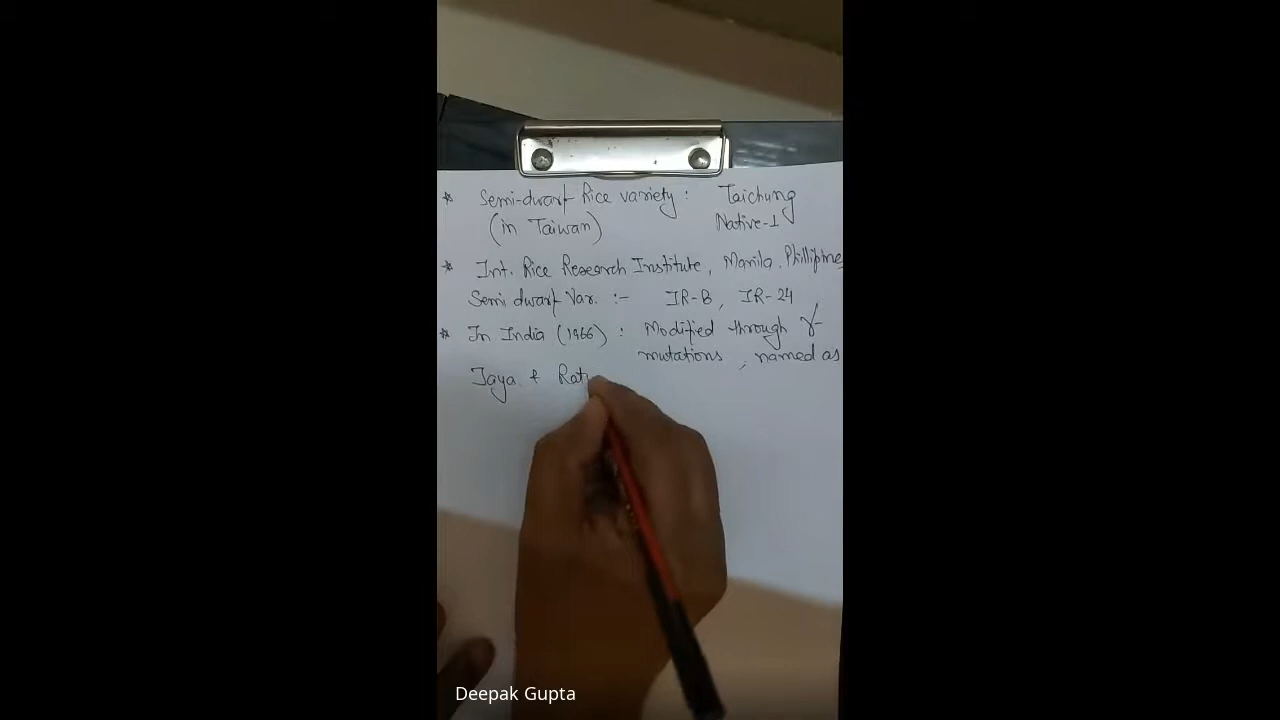 * Semi-dwarf Rice variety : Taichung
(in Taiwan) Native-1
* Int. Rice Research Institute, Manila. Phillipines
Semi dwarf Var. :- IR-8, IR-24
* In India (1966) : Modified through γ-
mutations, named as
Jaya & Rat
Deepak Gupta